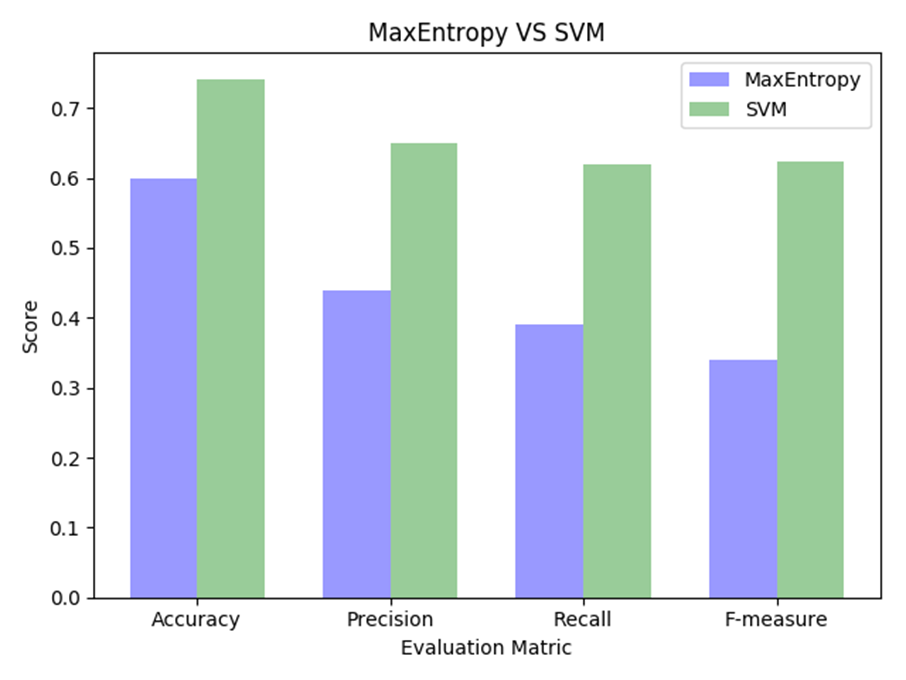 MaxEntropy VS SVM
MaxEntropy
SVM
0.7
0.6
0.5
0.4
0.3
0.2
0.1
0.0
Score
Accuracy Precision Recall F-measure
Evaluation Matric